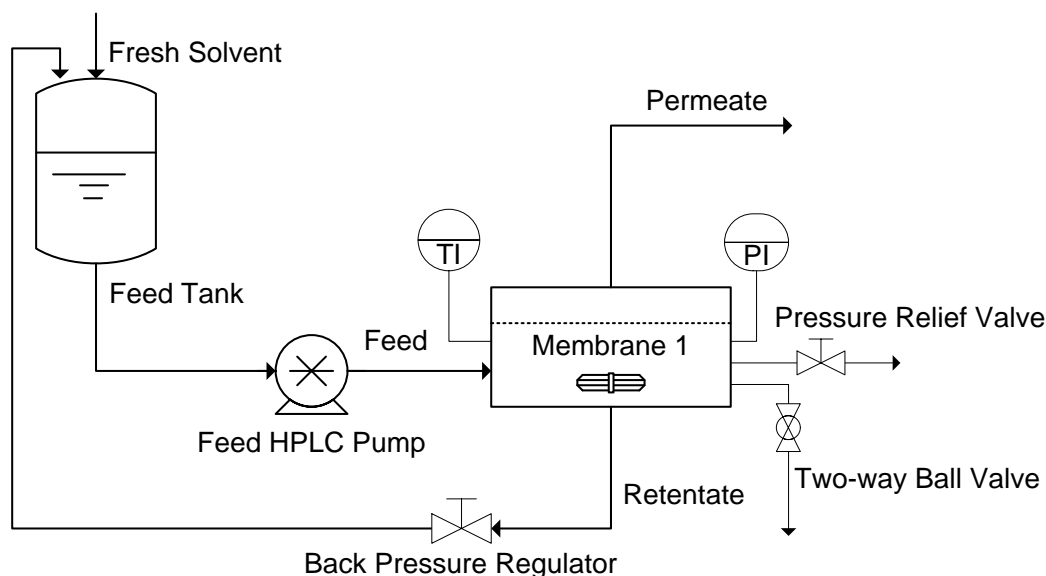 Fresh Solvent
Permeate
TI
PI
Feed Tank
Pressure Relief Valve
Feed
Membrane 1
Feed HPLC Pump
Two-way Ball Valve
Retentate
Back Pressure Regulator